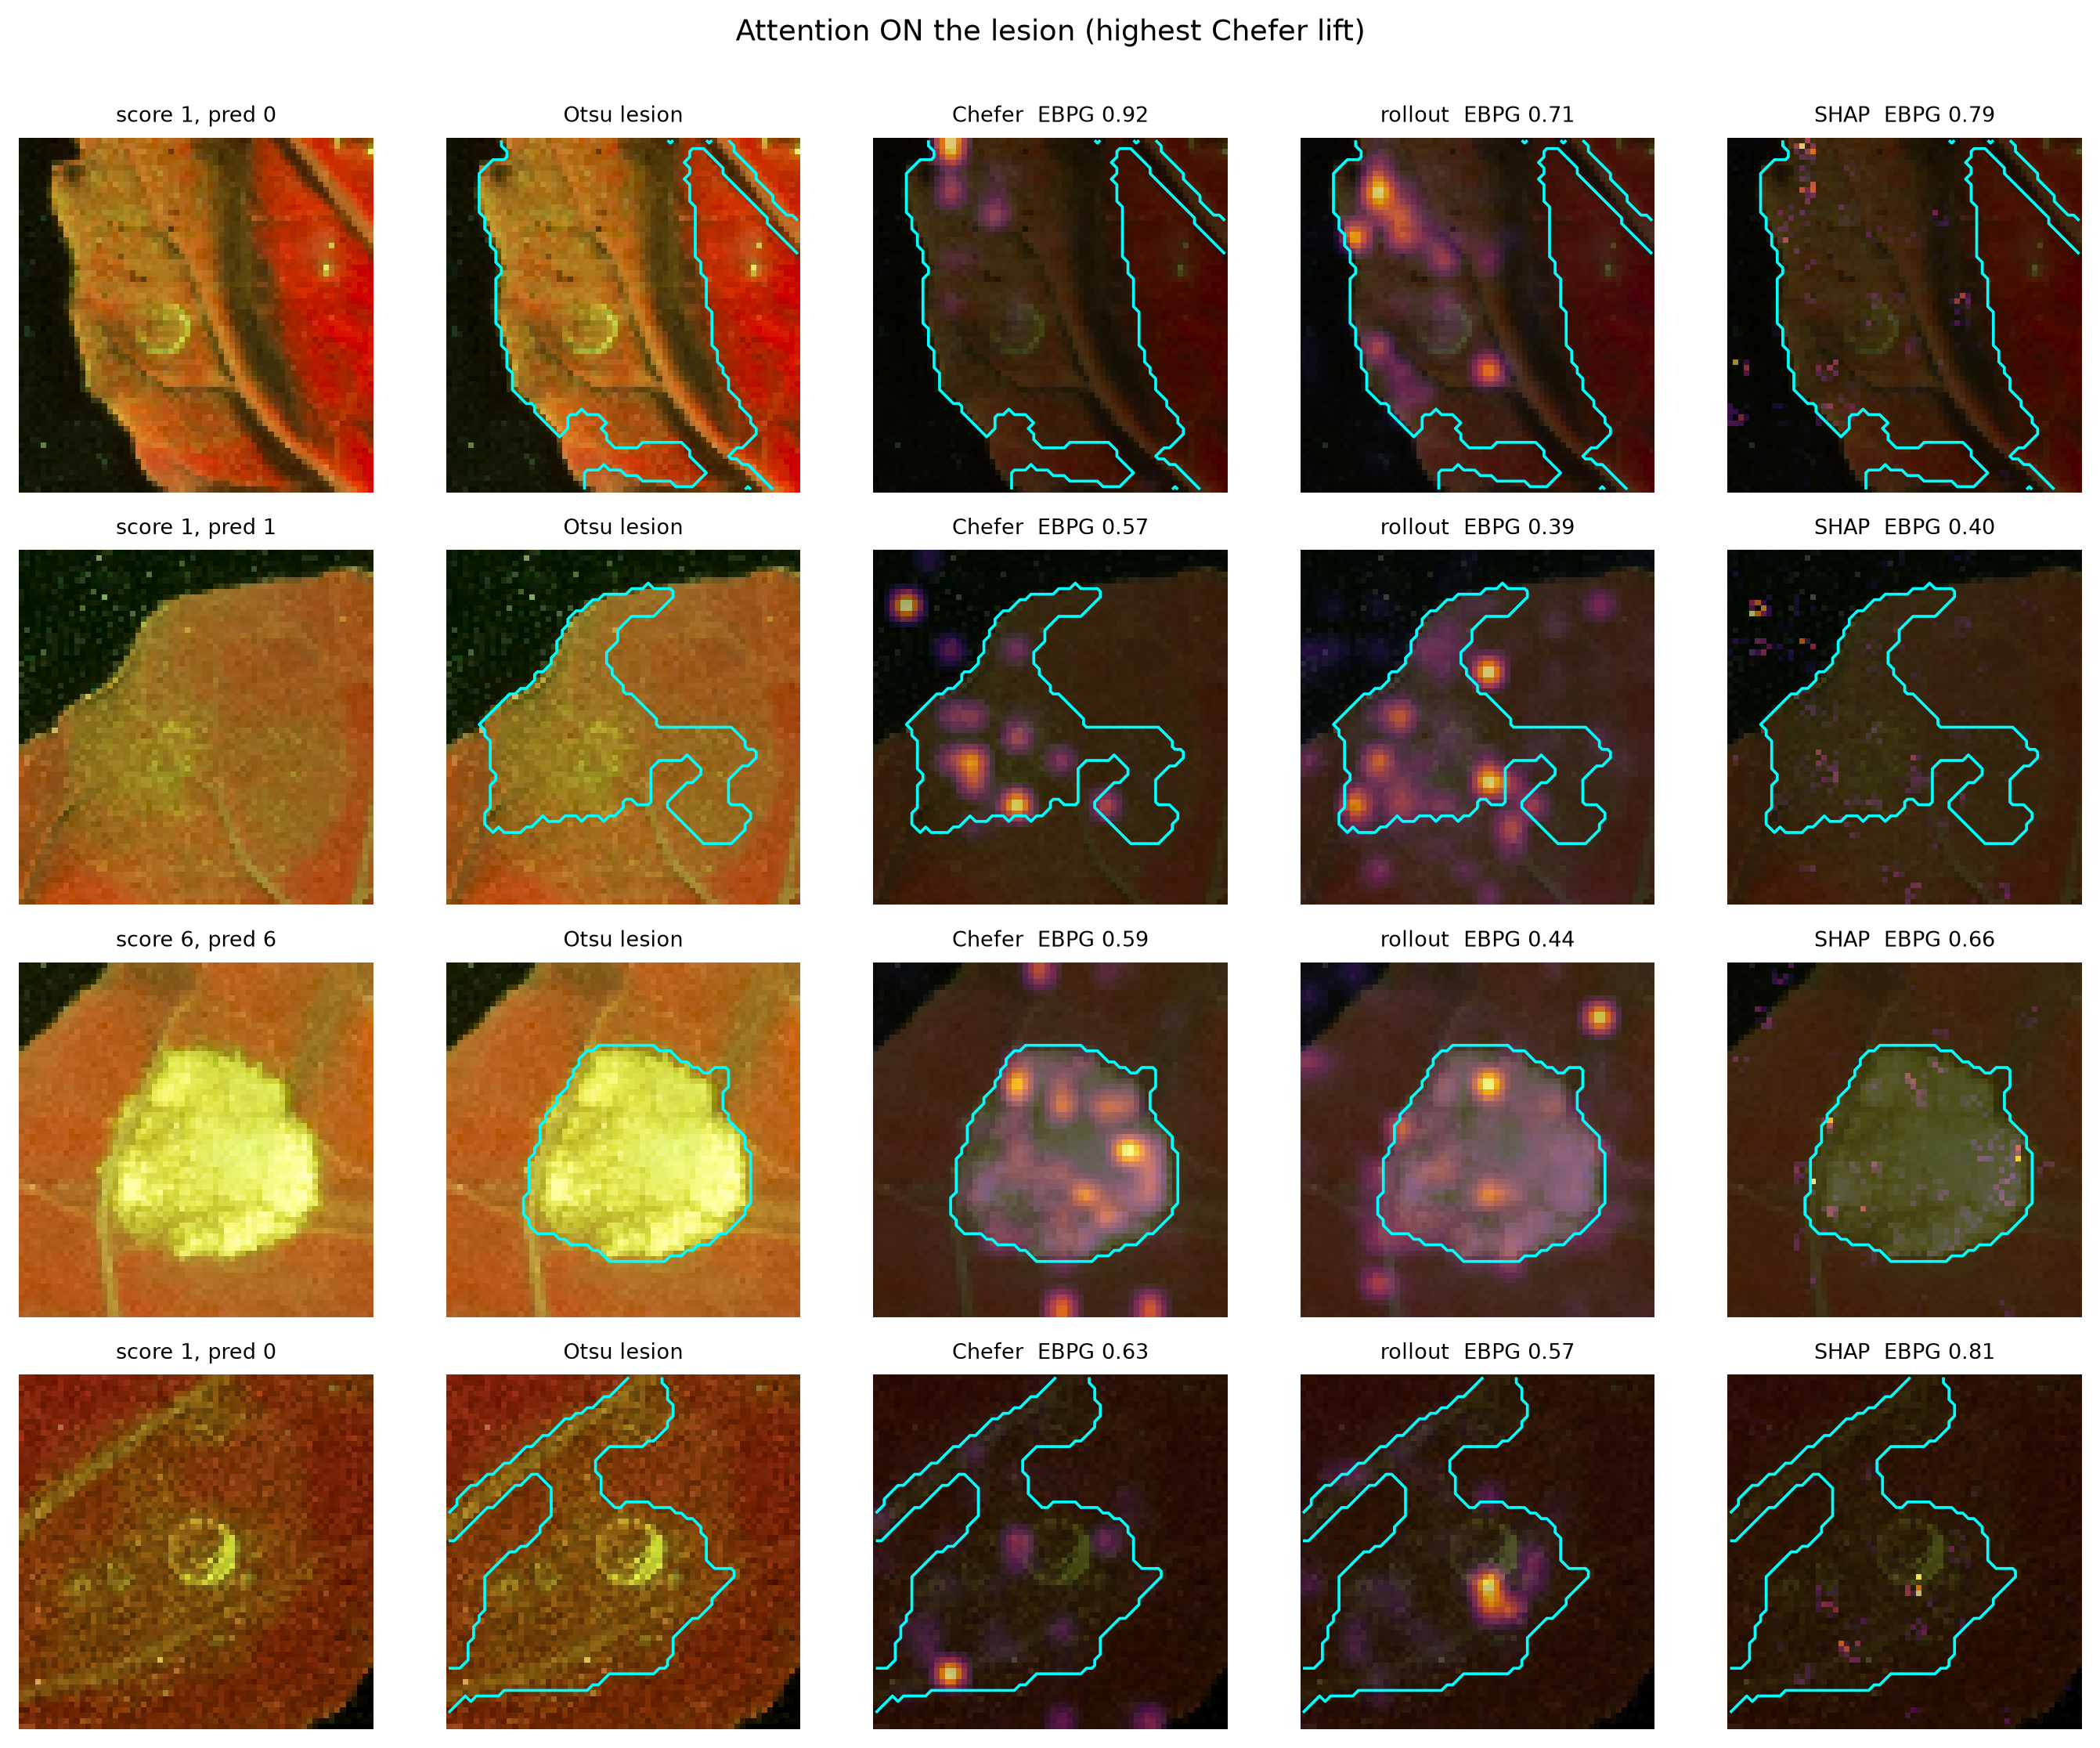 Attention ON the lesion (highest Chefer lift)
score 1, pred 0
Otsu lesion
Chefer EBPG 0.92
rollout EBPG 0.71
SHAP EBPG 0.79
score 1, pred 1
Otsu lesion
Chefer EBPG 0.57
rollout EBPG 0.39
SHAP EBPG 0.40
score 6, pred 6
Otsu lesion
Chefer EBPG 0.59
rollout EBPG 0.44
SHAP EBPG 0.66
score 1, pred 0
Otsu lesion
Chefer EBPG 0.63
rollout EBPG 0.57
SHAP EBPG 0.81